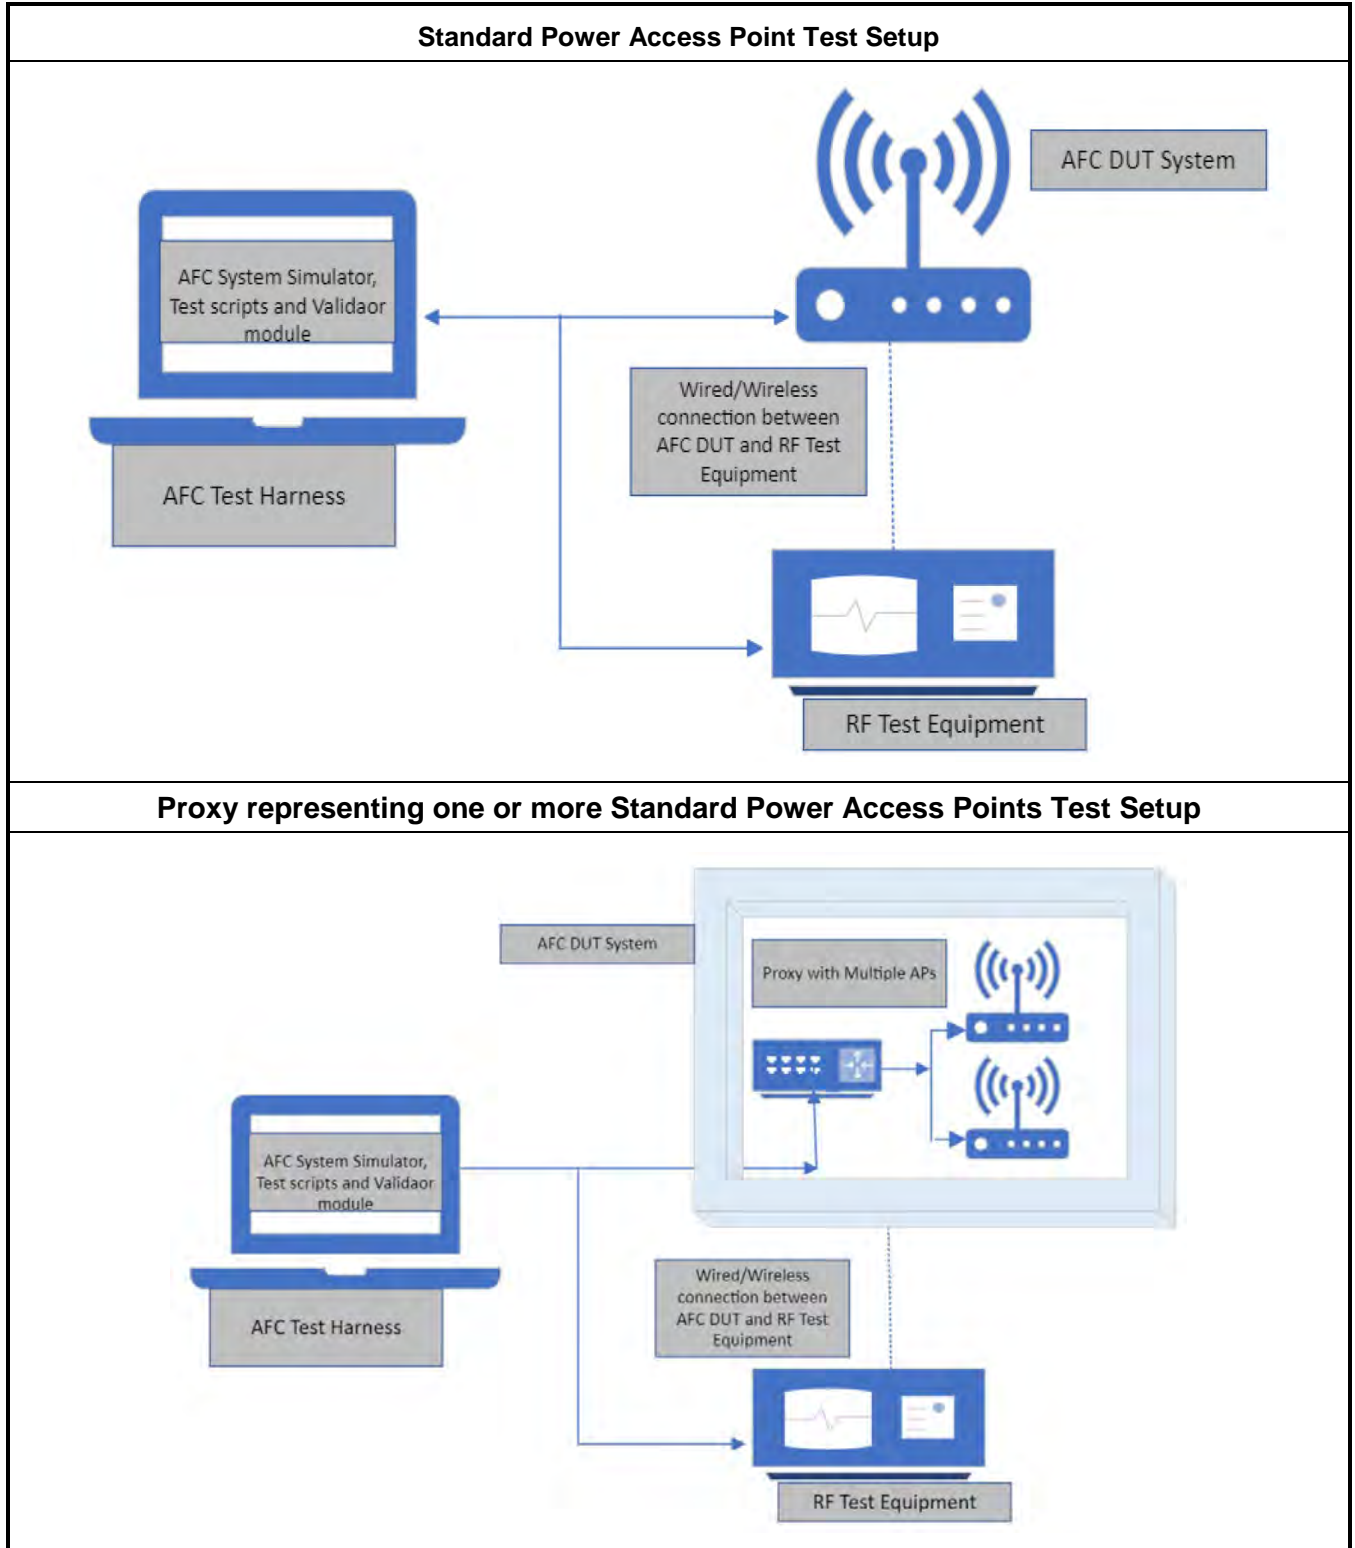 Standard Power Access Point Test Setup
AFC DUT System
AFC System Simulator,
Test scripts and Validaor
module
Wired/Wireless
connection between
AFC DUT and RF Test
Equipment
AFC Test Harness
RF Test Equipment
Proxy representing one or more Standard Power Access Points Test Setup
AFC DUT System
Proxy with Multiple APs
AFC System Simulator,
Test scripts and Validaor
module
Wired/Wireless
connection between
AFC DUT and RF Test
Equipment
AFC Test Harness
RF Test Equipment